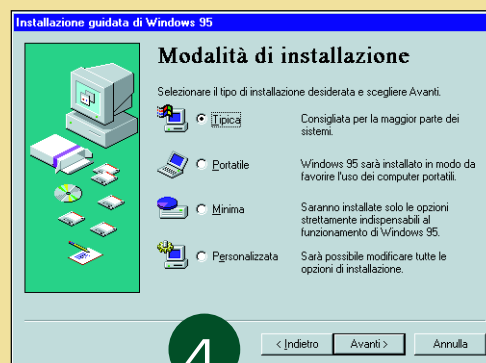 Installazione guidata di Windows 95
Modalità di installazione
Selezionare il tipo di installazione desiderata e scegliere Avanti.
Tipica
Consigliata per la maggior parte dei
sistemi.
Portatile
Windows 95 sarà installato in modo da
favorire l'uso dei computer portatili.
Minima
Saranno installate solo le opzioni
strettamente indispensabili al
funzionamento di Windows 95.
Personalizzata
Sarà possibile modificare tutte le
opzioni di installazione.
4
< Indietro
Avanti >
Annulla